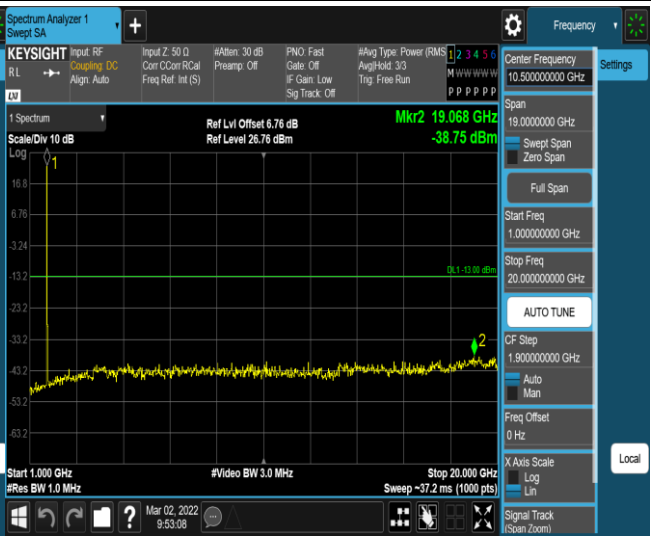 Spectrum Analyzer 1
Swept SA
+
Frequency
KEYSIGHT
Input: RF
Input Z: 50 Ω
#Atten: 30 dB
PNO: Fast
#Avg Type: Power (RMS
1 2 3 4 5 6
RL
Coupling: DC
Corr CCorr RCal
Preamp: Off
Gate: Off
Avg|Hold: 3/3
M W W W W W
Align: Auto
Freq Ref: Int (S)
IF Gain: Low
Trig: Free Run
Sig Track: Off
P P P P P P
LXI
1 Spectrum
Ref Lvl Offset 6.76 dB
Mkr2 19.068 GHz
Scale/Div 10 dB
Ref Level 26.76 dBm
-38.75 dBm
Log
1
16.8
6.76
-3.24
-13.2
DL1 -13.00 dBm
-23.2
-33.2
2
-43.2
-53.2
-63.2
Start 1.000 GHz
#Video BW 3.0 MHz
Stop 20.000 GHz
#Res BW 1.0 MHz
Sweep ~37.2 ms (1000 pts)
Mar 02, 2022
9:53:08
?
Center Frequency
10.500000000 GHz
Settings
Span
19.0000000 GHz
Swept Span
Zero Span
Full Span
Start Freq
1.000000000 GHz
Stop Freq
20.000000000 GHz
AUTO TUNE
CF Step
1.900000000 GHz
Auto
Man
Freq Offset
0 Hz
X Axis Scale
Log
Lin
Local
Signal Track
(Span Zoom)